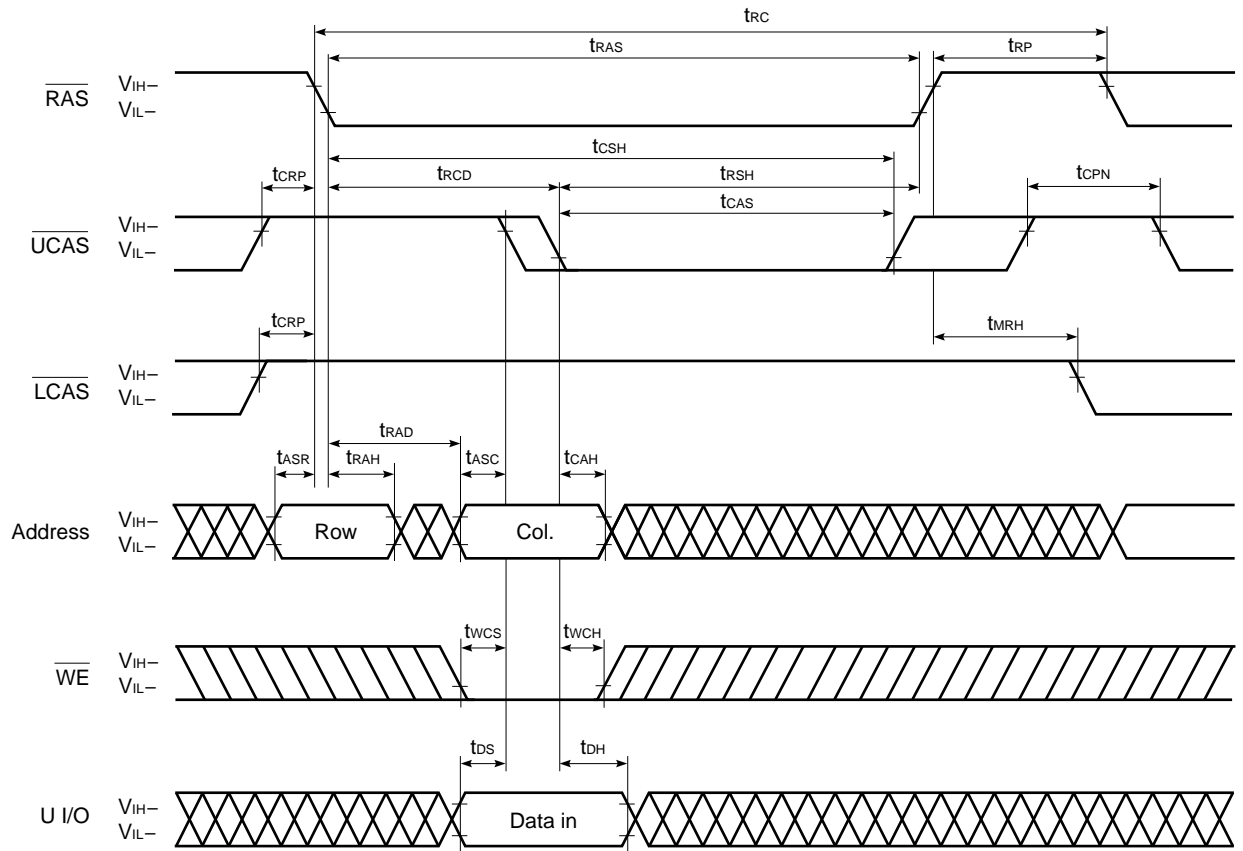 tRC
tRAS
tRP
RAS
VIH–
VIL–
tCSH
tCRP
tRCD
tRSH
tCPN
tCAS
UCAS
VIH–
VIL–
tCRP
tMRH
LCAS
VIH–
VIL–
tRAD
tASR
tRAH
tASC
tCAH
Address
VIH–
VIL–
Row
Col.
tWCS
tWCH
WE
VIH–
VIL–
tDS
tDH
U I/O
VIH–
VIL–
Data in